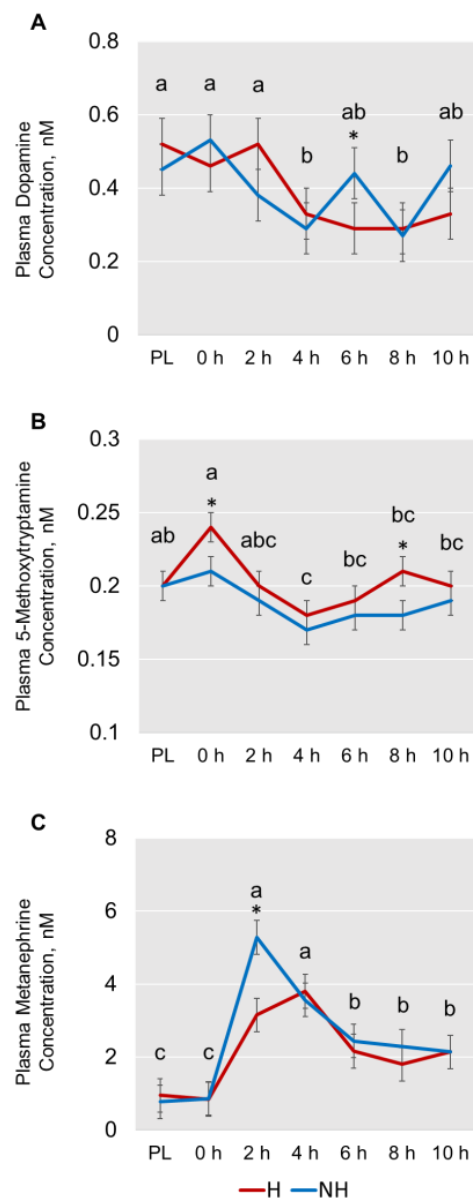 A
Plasma Dopamine
Concentration, nM
0.8
0.6
0.4
0.2
0
a
a
a
b
ab
*
b
ab
PL
0 h
2 h
4 h
6 h
8 h
10 h
B
Plasma 5-Methoxytryptamine
Concentration, nM
0.3
0.25
0.2
0.15
0.1
ab
a
*
abc
c
bc
bc
*
bc
PL
0 h
2 h
4 h
6 h
8 h
10 h
C
Plasma Metanephrine
Concentration, nM
8
6
4
2
0
c
c
a
*
a
b
b
b
PL
0 h
2 h
4 h
6 h
8 h
10 h
H
NH